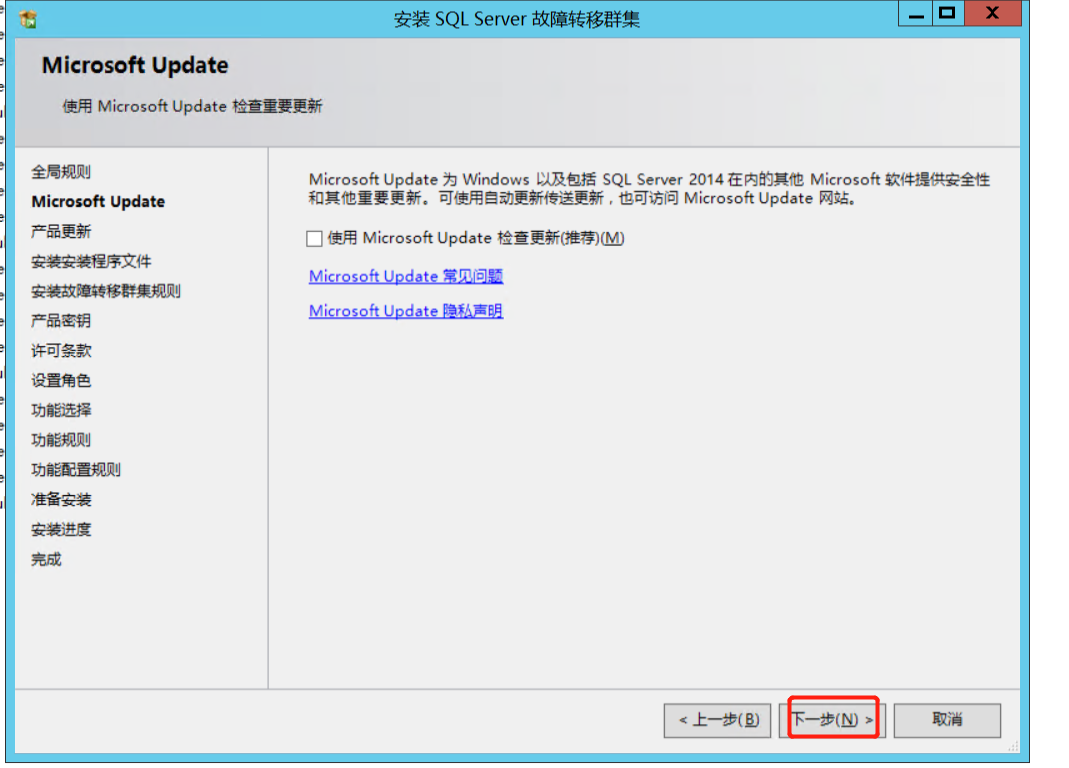 安装 SQL Server 故障转移群集
Microsoft Update
使用 Microsoft Update 检查重要更新
全局规则
Microsoft Update
产品更新
安装安装程序文件
安装故障转移群集规则
产品密钥
许可条款
设置角色
功能选择
功能规则
功能配置规则
准备安装
安装进度
完成
Microsoft Update 为 Windows 以及包括 SQL Server 2014 在内的其他 Microsoft 软件提供安全性
和其他重要更新。可使用自动更新传送更新，也可访问 Microsoft Update 网站。
使用 Microsoft Update 检查更新(推荐)(M)
Microsoft Update 常见问题
Microsoft Update 隐私声明
< 上一步(B)
下一步(N) >
取消